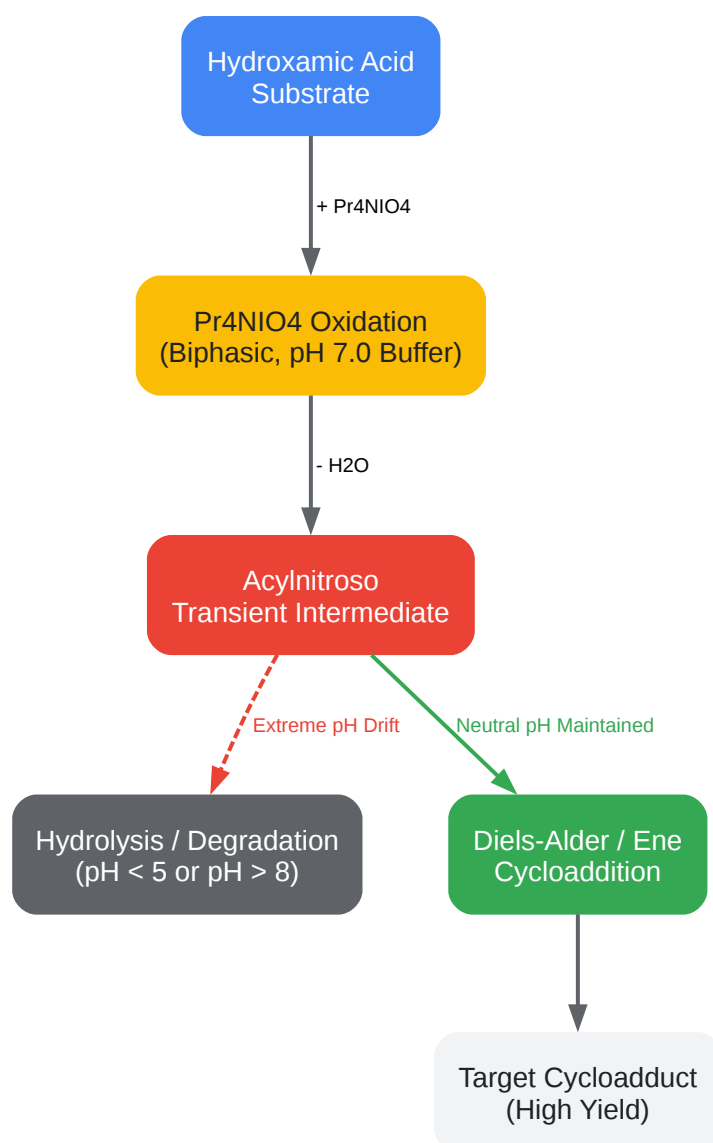 Hydroxamic Acid
Substrate
+ Pr4NIO4
Pr4NIO4 Oxidation
(Biphasic, pH 7.0 Buffer)
- H2O
Acylnitroso
Transient Intermediate
Extreme pH Drift
Neutral pH Maintained
Hydrolysis / Degradation
(pH < 5 or pH > 8)
Diels-Alder / Ene
Cycloaddition
Target Cycloadduct
(High Yield)